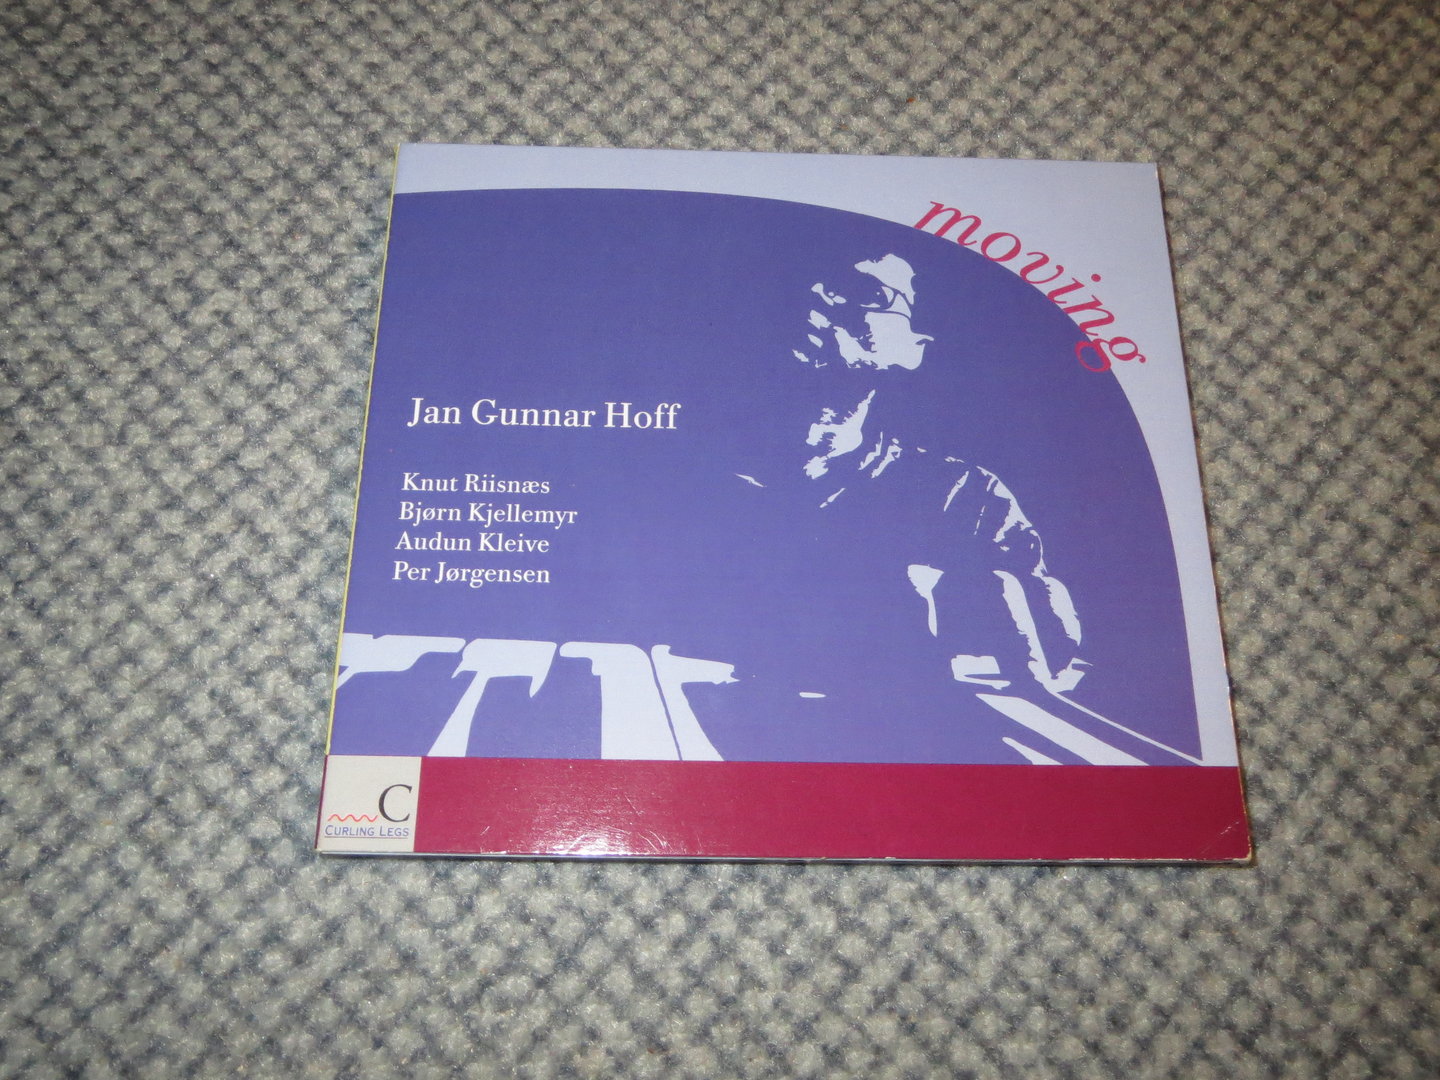 moving
Jan Gunnar Hoff
Knut Riisnæs
Bjørn Kjellemyr
Audun Kleive
Per Jørgensen
C
CURLING LEGS